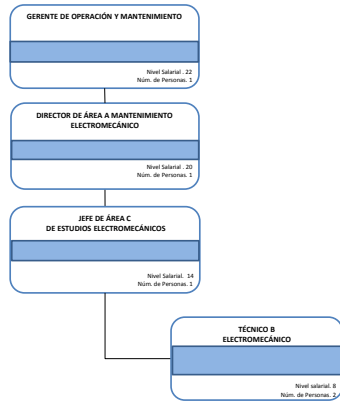 GERENTE DE OPERACIÓN Y MANTENIMIENTO
Nivel Salarial . 22
Núm. de Personas. 1
DIRECTOR DE ÁREA A MANTENIMIENTO
ELECTROMECÁNICO
Nivel Salarial . 20
Núm. de Personas. 1
JEFE DE ÁREA C
DE ESTUDIOS ELECTROMECÁNICOS
Nivel Salarial. 14
Núm. de Personas. 1
TÉCNICO B
ELECTROMECÁNICO
Nivel salarial. 8
Núm. de Personas. 2